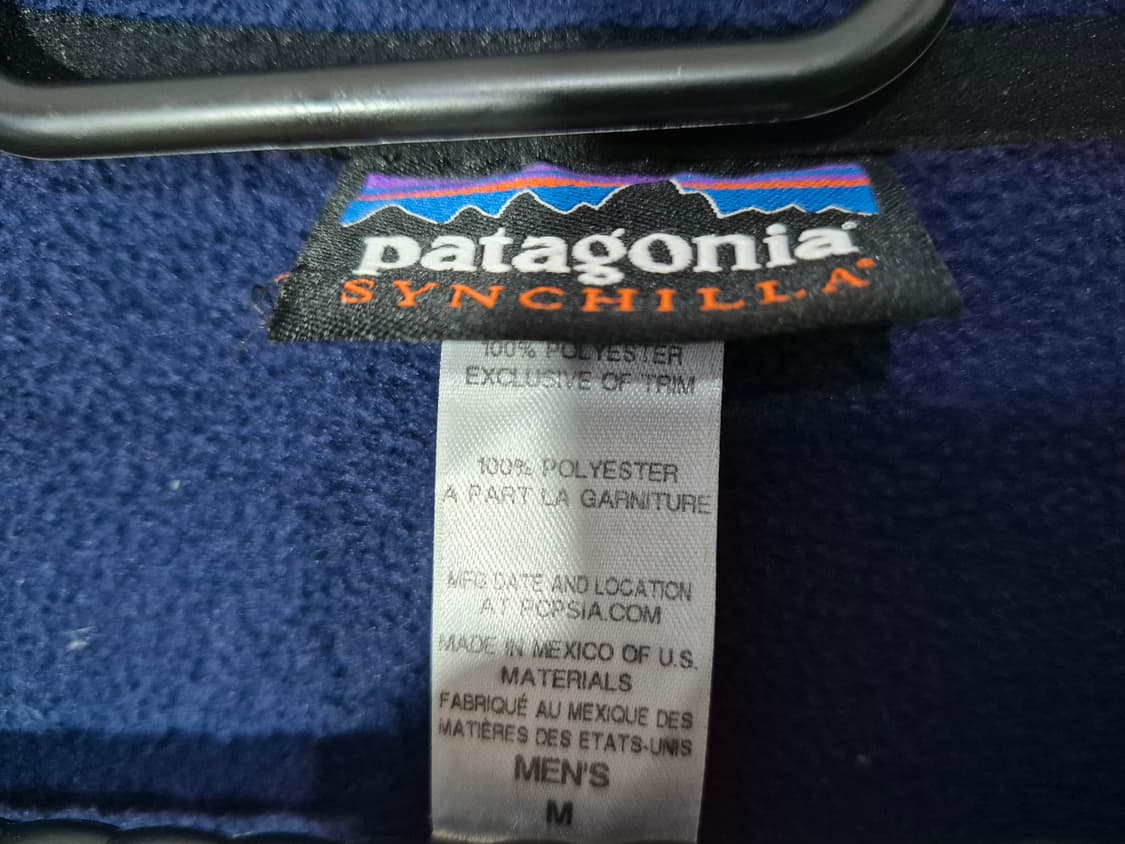 patagonia®
SYNCHILLA®
100% POLYESTER
EXCLUSIVE OF TRIM
100% POLYESTER
A PART LA GARNITURE
MFG DATE AND LOCATION
AT POPSIA.COM
MADE IN MEXICO OF U.S.
MATERIALS
FABRIQUÉ AU MEXIQUE DES
MATIÈRES DES ETATS-UNIS
MEN'S
M